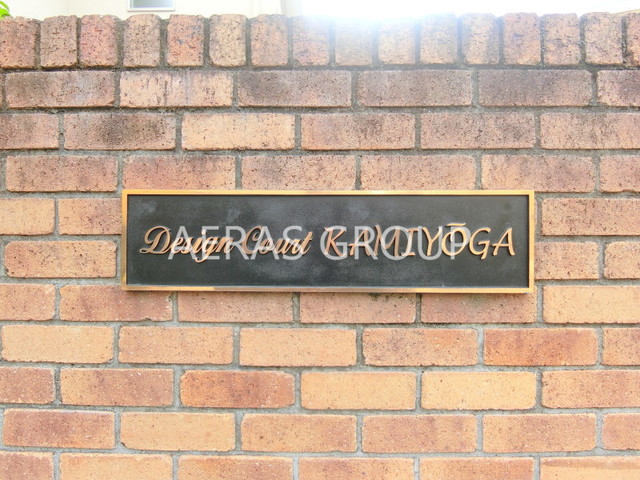 Design Court KAMIYŌGA
AERAS GROUP